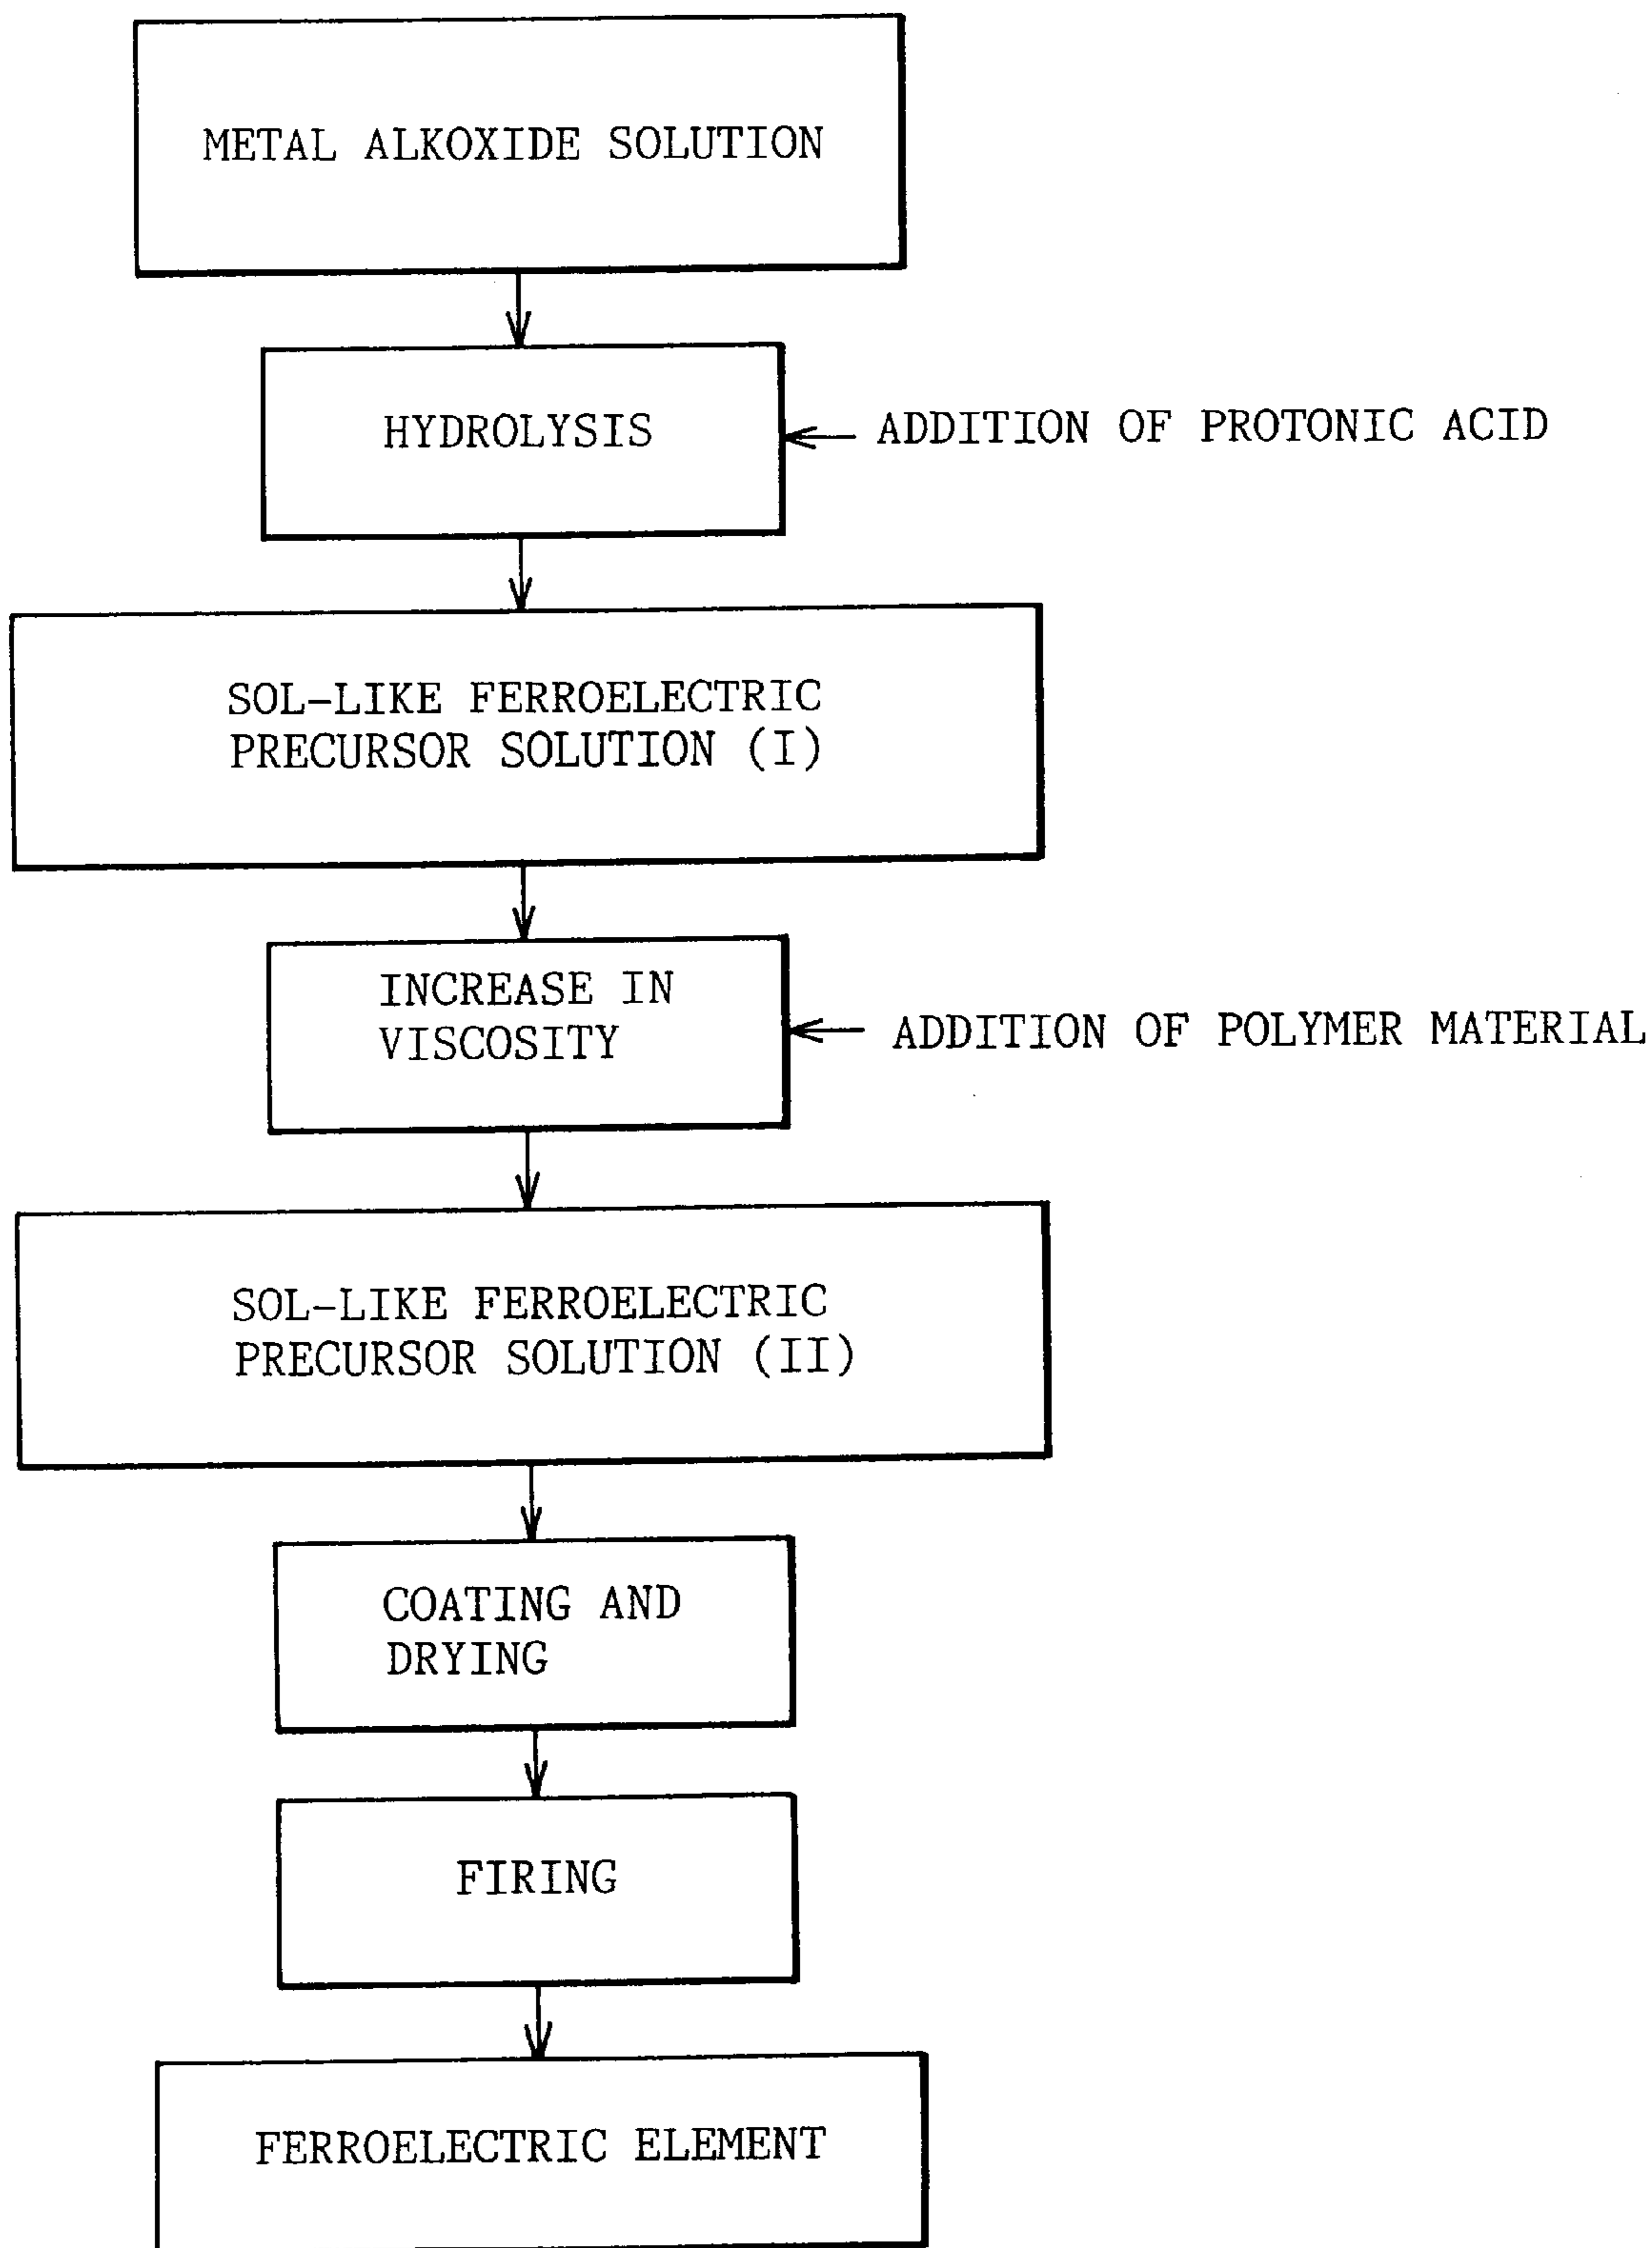 METAL ALKOXIDE SOLUTION
HYDROLYSIS
ADDITION OF PROTONIC ACID
SOL-LIKE FERROELECTRIC
PRECURSOR SOLUTION (I)
INCREASE IN
VISCOSITY
ADDITION OF POLYMER MATERIAL
SOL-LIKE FERROELECTRIC
PRECURSOR SOLUTION (II)
COATING AND
DRYING
FIRING
FERROELECTRIC ELEMENT